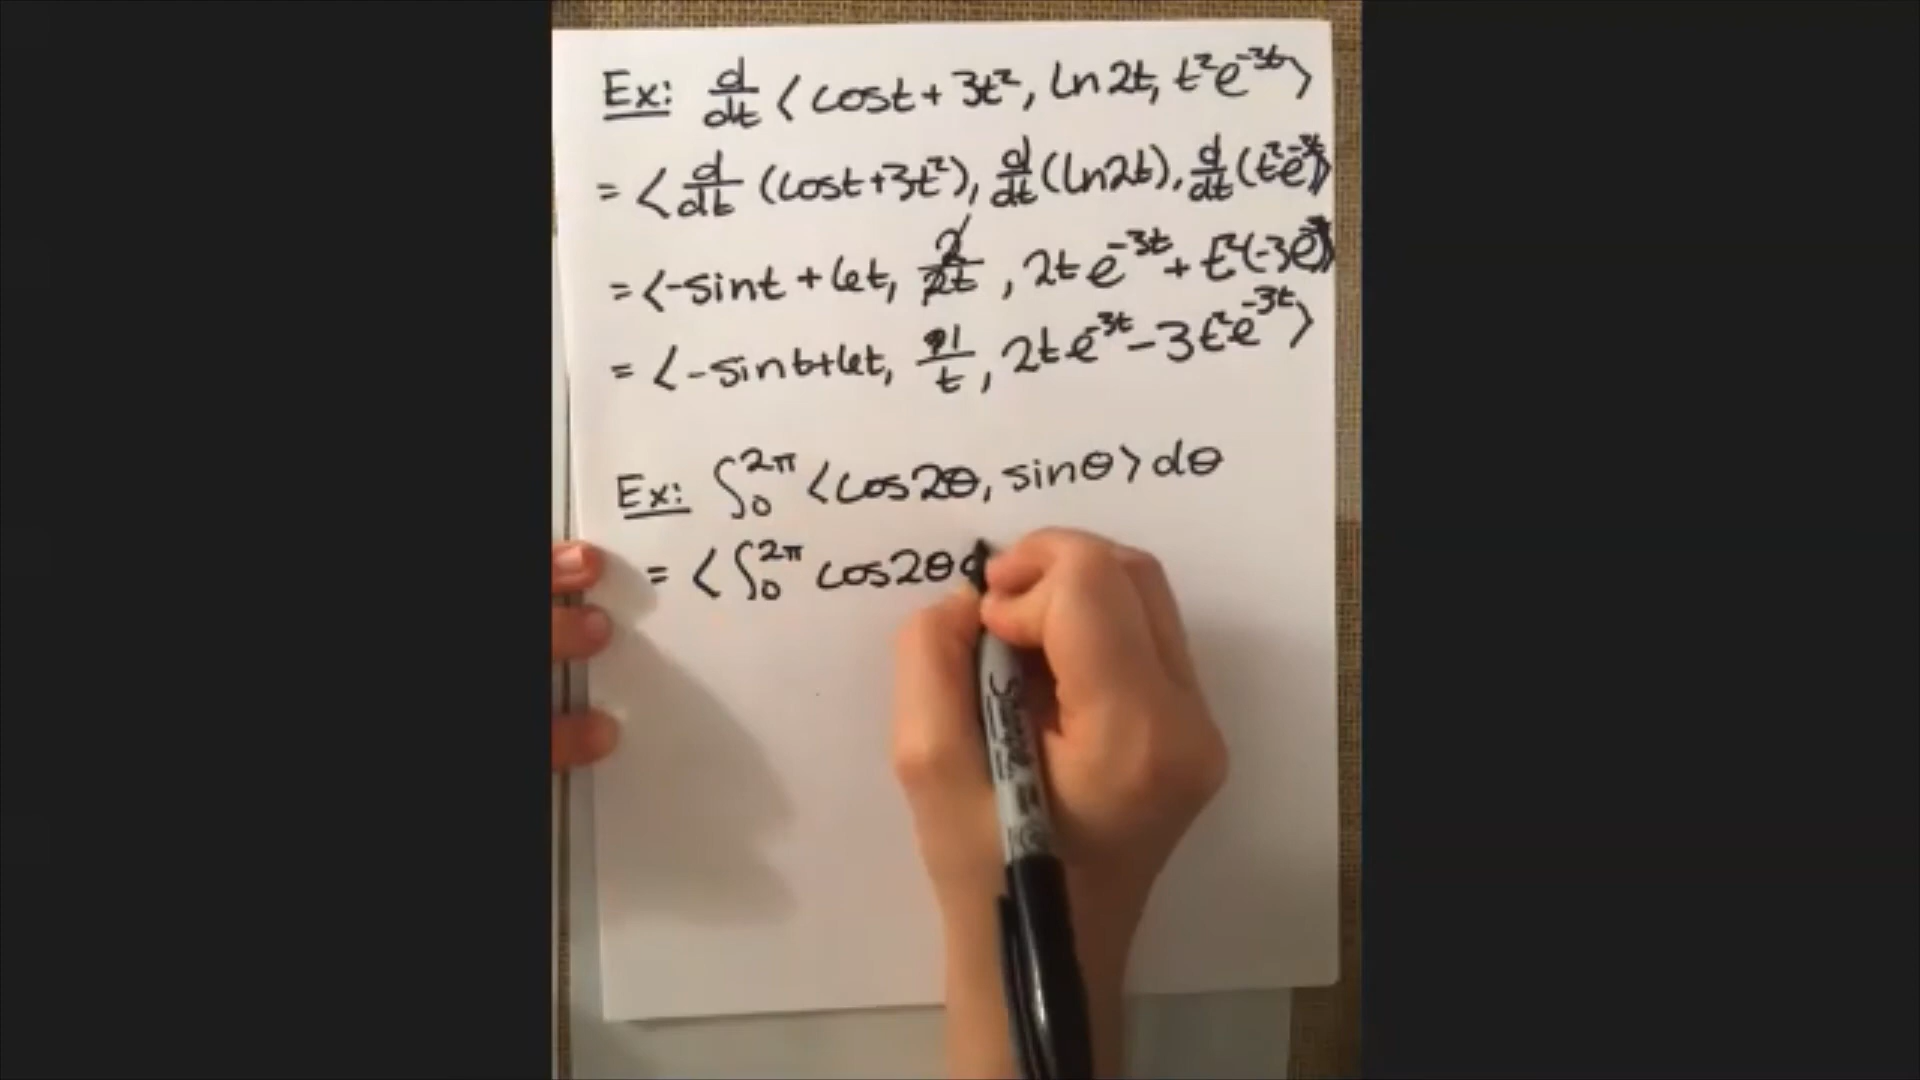 Ex: d/dt ⟨cost + 3t², ln2t, t²e^-3t⟩
= ⟨d/dt (cost+3t²), d/dt (ln2t), d/dt (t²e^-3t)⟩
= ⟨-sint + 6t, 2/2t, 2te^-3t + t²(-3e^-3t)⟩
= ⟨-sint+6t, 1/t, 2te^-3t - 3t²e^-3t⟩
Ex: ∫₀^2π ⟨cos2θ, sinθ⟩ dθ
= ⟨∫₀^2π cos2θ d
Sharpie